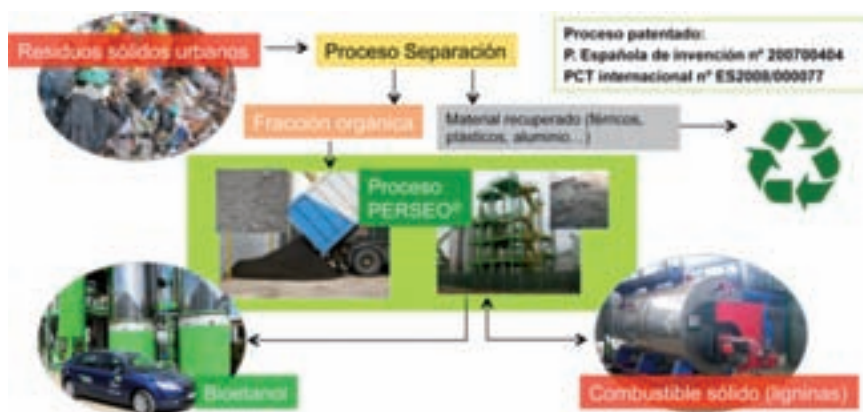 Residuos sólidos urbanos
Proceso Separación
Proceso patentado:
P. Española de invención nº 200700404
PCT internacional nº ES2008/000077
Fracción orgánica
Material recuperado (férricos,
plásticos, aluminio…)
Proceso
PERSEO®
Bioetanol
Combustible sólido (ligninas)